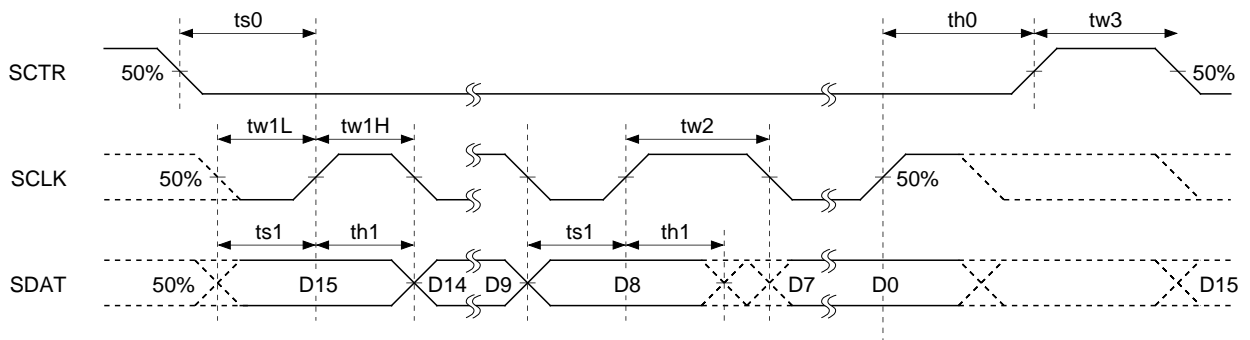 ts0 th0 tw3
SCTR 50% 50%
tw1L tw1H tw2
SCLK 50% 50%
ts1 th1 ts1 th1
SDAT 50% D15 D14 D9 D8 D7 D0 D15